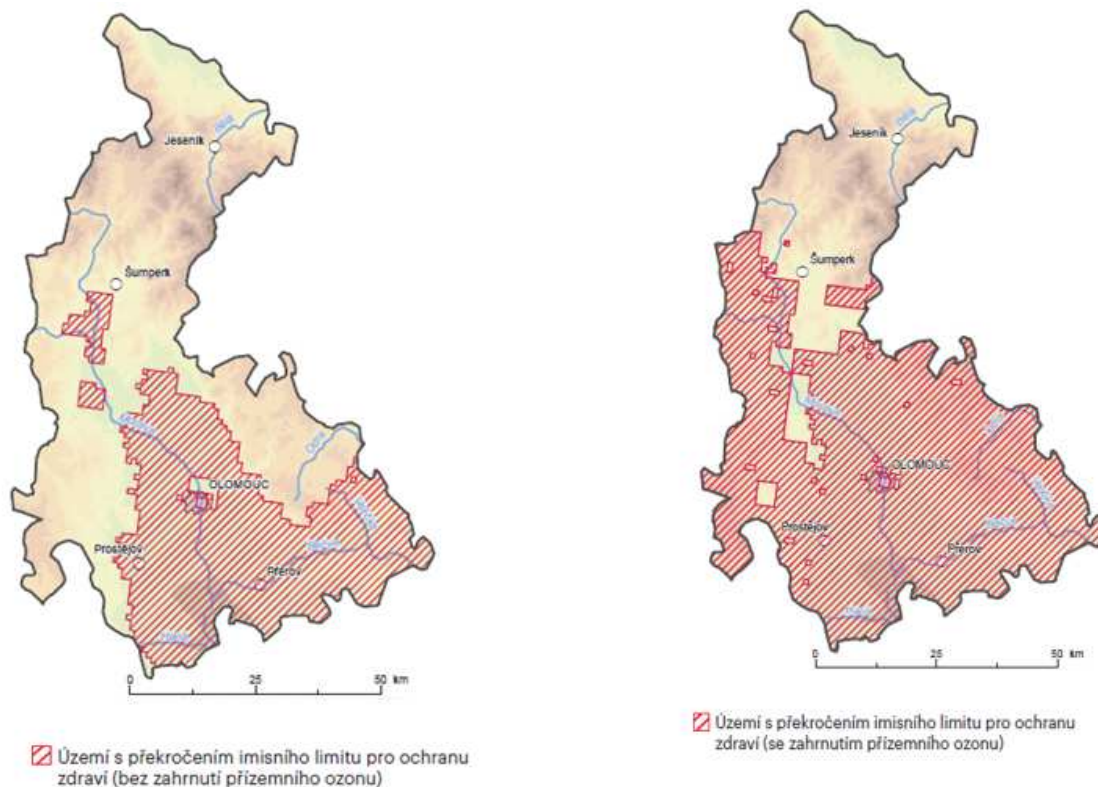 Jeseník
Šumperk
OLOMOUC
Odra
Prostějov
Přerov
0 25 50 km
Území s překročením imisního limitu pro ochranu
zdraví (bez zahrnutí přízemního ozonu)
Jeseník
Šumperk
OLOMOUC
Prostějov
Přerov
0 25 50 km
Území s překročením imisního limitu pro ochranu
zdraví (se zahrnutím přízemního ozonu)